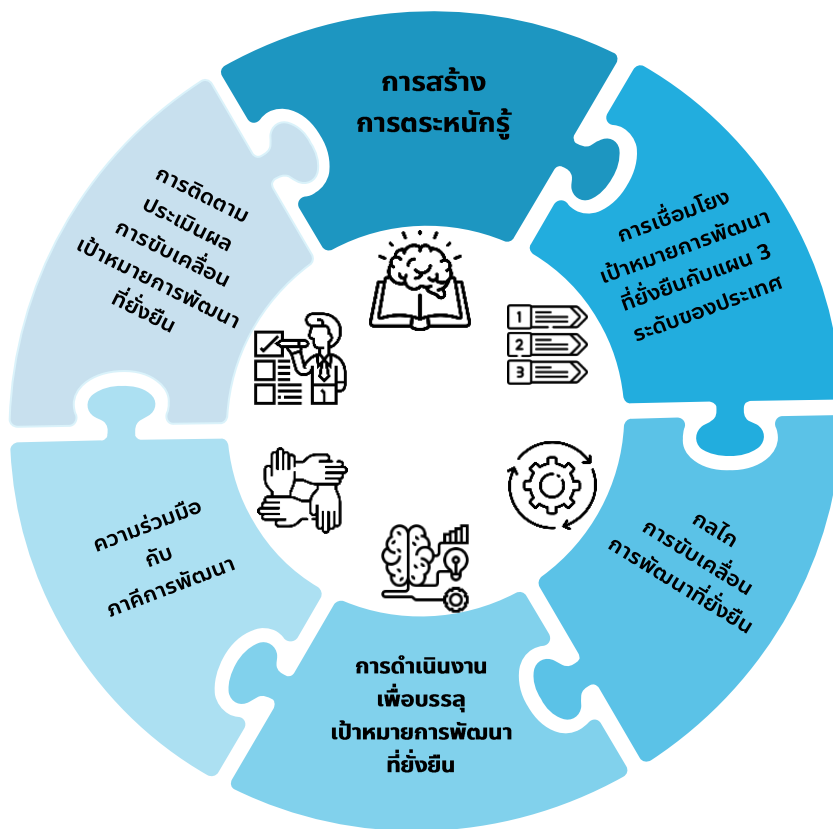 การสร้าง
การตระหนักรู้
การเชื่อมโยง
เป้าหมายการพัฒนา
ที่ยั่งยืนกับแผน 3
ระดับของประเทศ
กลไก
การขับเคลื่อน
การพัฒนาที่ยั่งยืน
การดำเนินงาน
เพื่อบรรลุ
เป้าหมายการพัฒนา
ที่ยั่งยืน
ความร่วมมือ
กับ
ภาคีการพัฒนา
การติดตาม
ประเมินผล
การขับเคลื่อน
เป้าหมายการพัฒนา
ที่ยั่งยืน
1
2
3
1